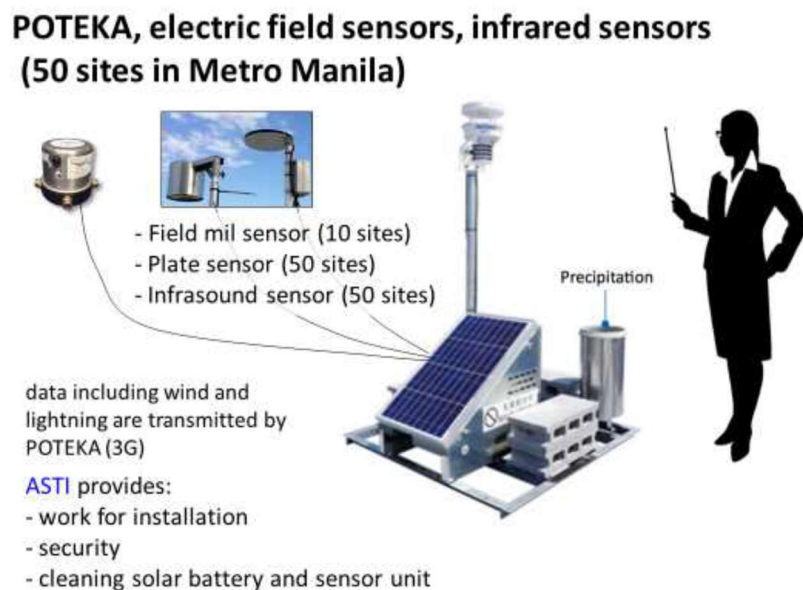 POTEKA, electric field sensors, infrared sensors
(50 sites in Metro Manila)
- Field mil sensor (10 sites)
- Plate sensor (50 sites)
- Infrasound sensor (50 sites)
Precipitation
data including wind and
lightning are transmitted by
POTEKA (3G)
ASTI provides:
- work for installation
- security
- cleaning solar battery and sensor unit